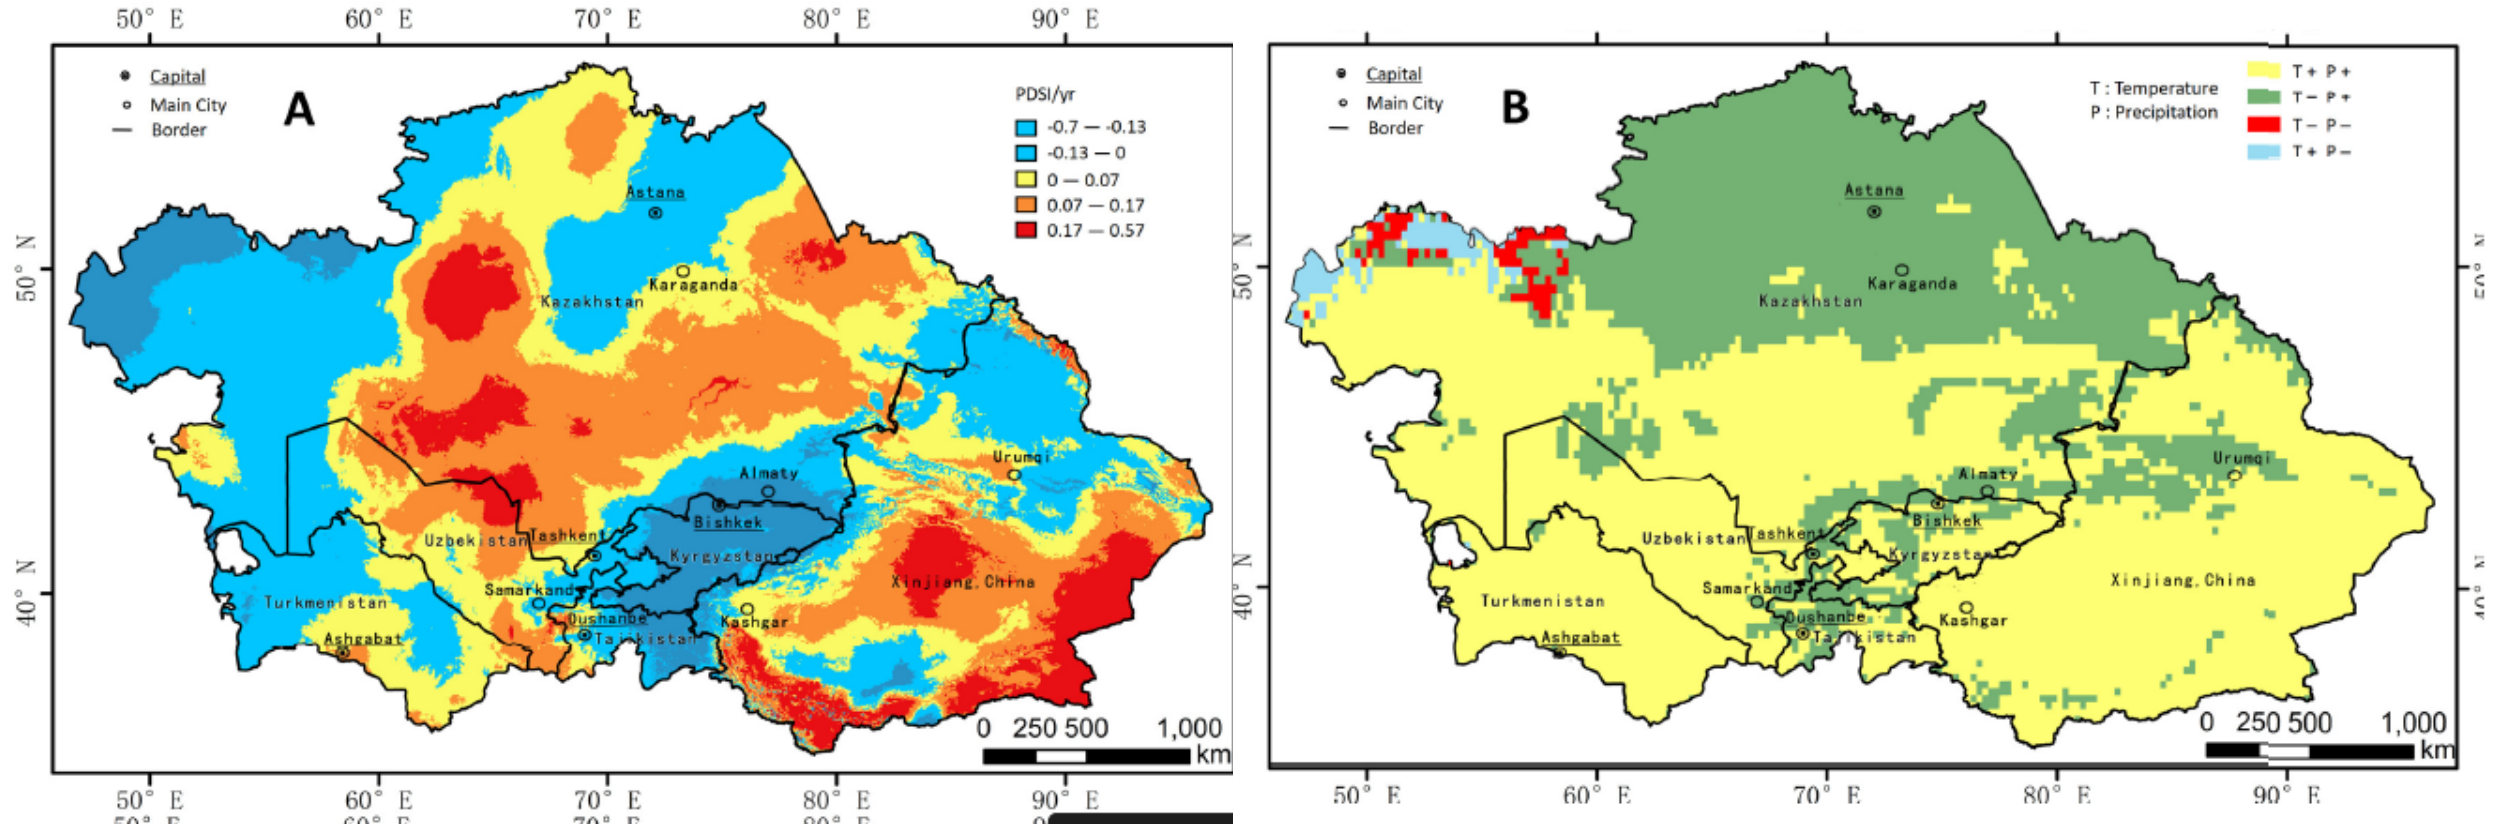 50° E 60° E 70° E 80° E 90° E
Capital
Main City
Border
A
PDSI/yr
-0.7 — -0.13
-0.13 — 0
0 — 0.07
0.07 — 0.17
0.17 — 0.57
50° N
40° N
Astana
Karaganda
Kazakhstan
Urumqi
Almaty
Bishkek
Tashkent
Uzbekistan
Kyrgyzstan
Xinjiang, China
Samarkand
Turkmenistan
Dushanbe
Kashgar
Ashgabat
Tajikistan
0 250 500 1,000
km
50° E 60° E 70° E 80° E 90° E
Capital
Main City
Border
B
T : Temperature
P : Precipitation
T + P +
T − P +
T − P −
T + P −
50° N
40° N
Astana
Karaganda
Kazakhstan
Urumqi
Almaty
Bishkek
Tashkent
Uzbekistan
Kyrgyzstan
Xinjiang, China
Samarkand
Turkmenistan
Dushanbe
Kashgar
Ashgabat
Tajikistan
0 250 500 1,000
km
50° E 60° E 70° E 80° E 90° E